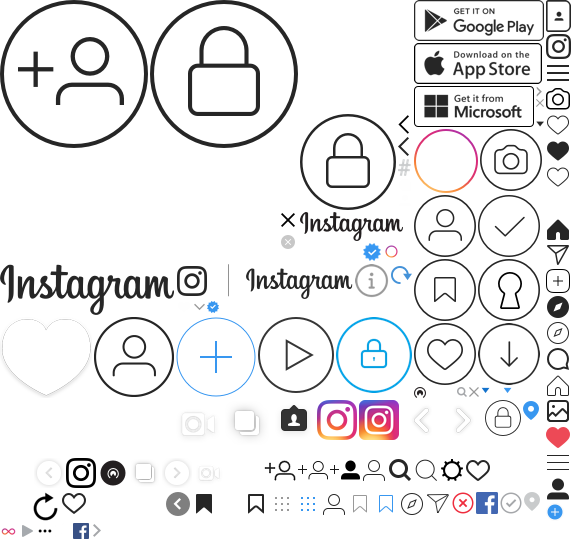 GET IT ON
Google Play
Download on the
App Store
Get it from
Microsoft
#
Instagram
Instagram
Instagram